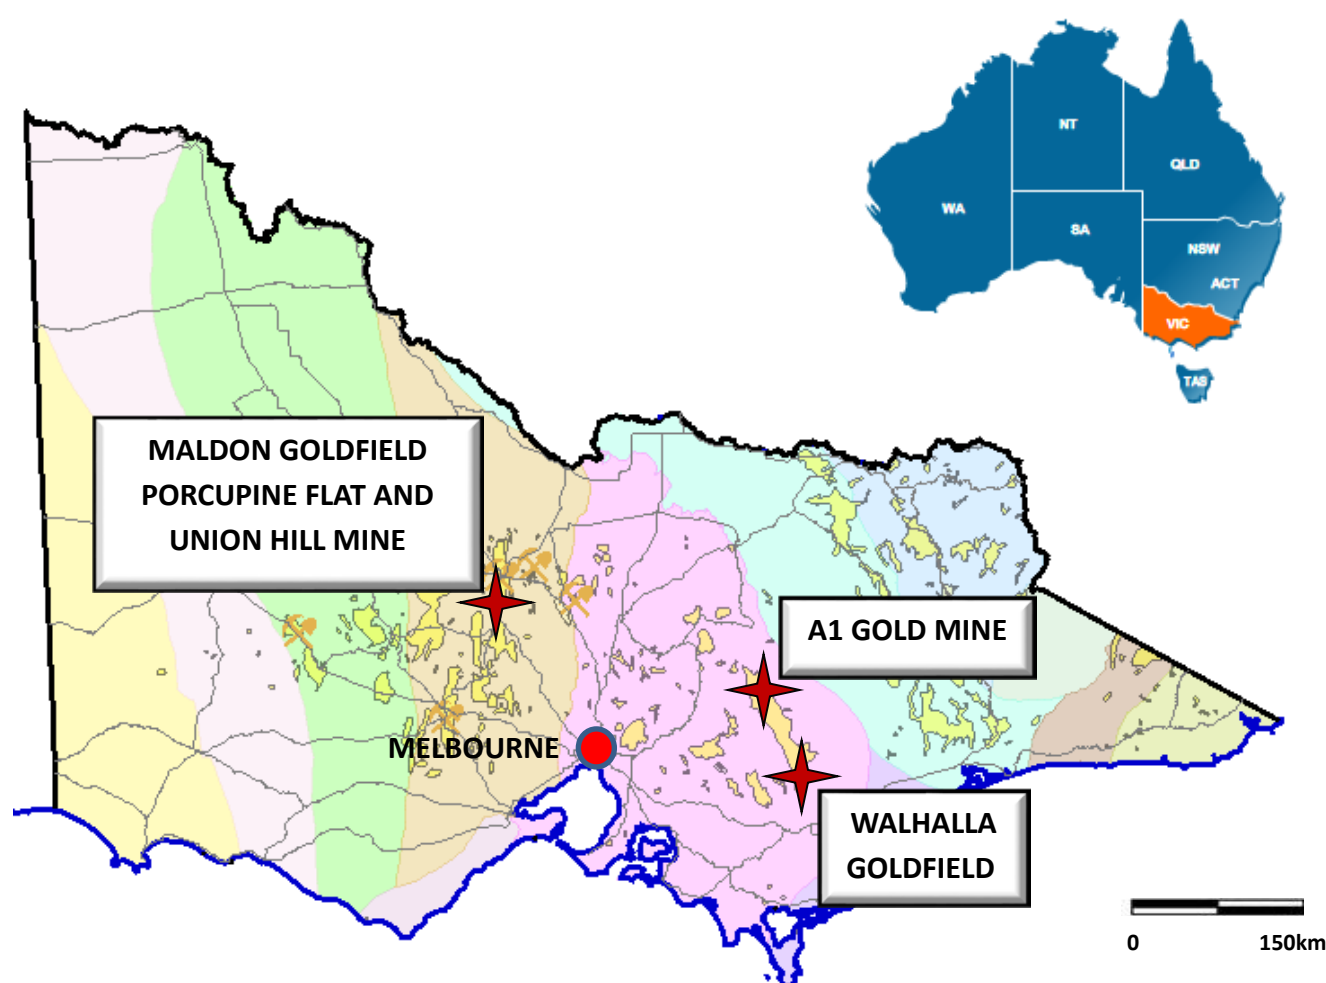 NT
QLD
WA
SA
NSW
ACT
VIC
TAS
MALDON GOLDFIELD
PORCUPINE FLAT AND
UNION HILL MINE
A1 GOLD MINE
MELBOURNE
WALHALLA
GOLDFIELD
0 150km